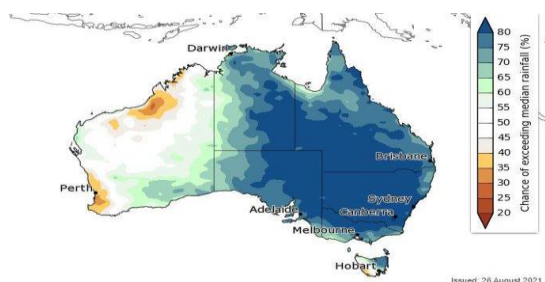 Darwin
Brisbane
Perth
Sydney
Adelaide
Canberra
Melbourne
Hobart
80
75
70
65
60
55
50
45
40
35
30
25
20
Chance of exceeding median rainfall (%)
Issued: 26 August 2021